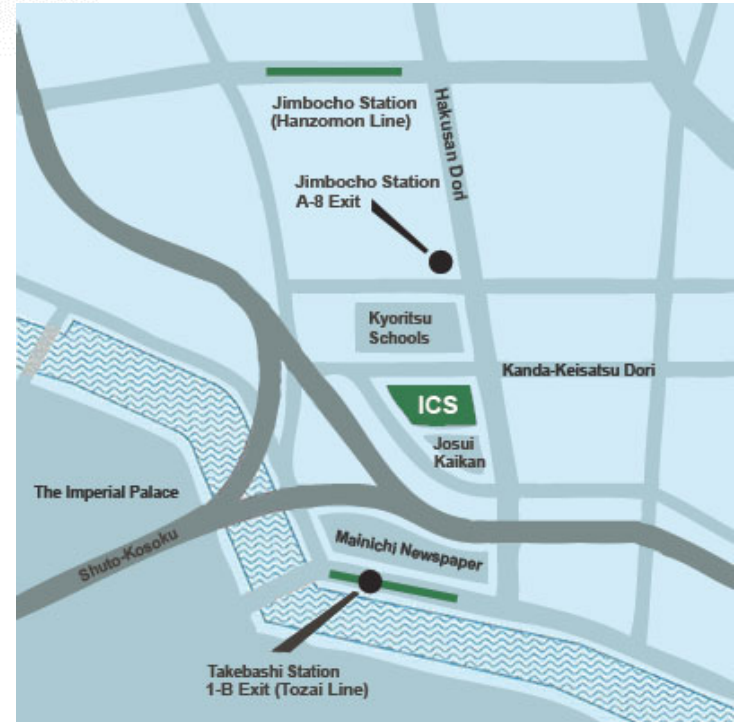 Jimbocho Station
(Hanzomon Line)
Hakusan Dori
Jimbocho Station
A-8 Exit
Kyoritsu
Schools
Kanda-Keisatsu Dori
ICS
Josui
Kaikan
The Imperial Palace
Mainichi Newspaper
Shuto-Kosoku
Takebashi Station
1-B Exit (Tozai Line)